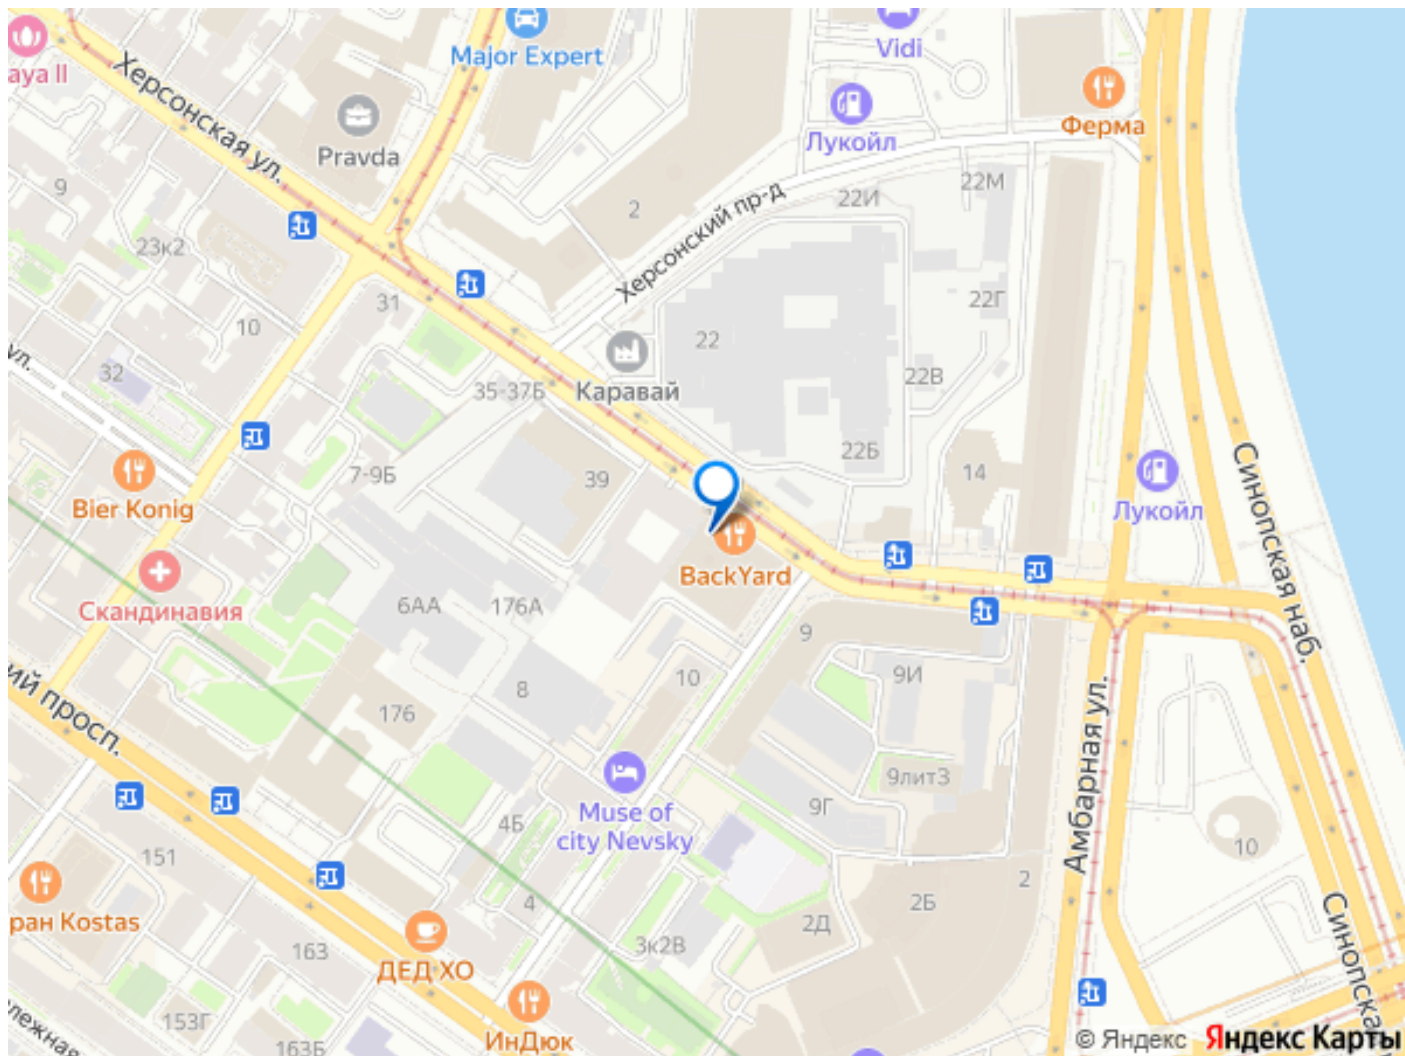 aya II
Major Expert
Vidi
Херсонская ул.
Pravda
Лукойл
Ферма
9
2
22И
22М
Херсонский пр-д
23к2
31
22Г
10
22
ул.
32
35-37Б
Каравай
22В
7-9Б
39
22Б
14
Bier Konig
Лукойл
Синопская наб.
Скандинавия
BackYard
6АА
176А
9
ий просп.
10
9И
8
176
Амбарная ул.
9лит3
Muse of
city Nevsky
9Г
4Б
10
151
2
2Б
4
ран Kostas
2Д
Синопская
163
3к2В
ДЕД ХО
153Г
лежная
163Б
ИнДюк
© Яндекс Яндекс Карты